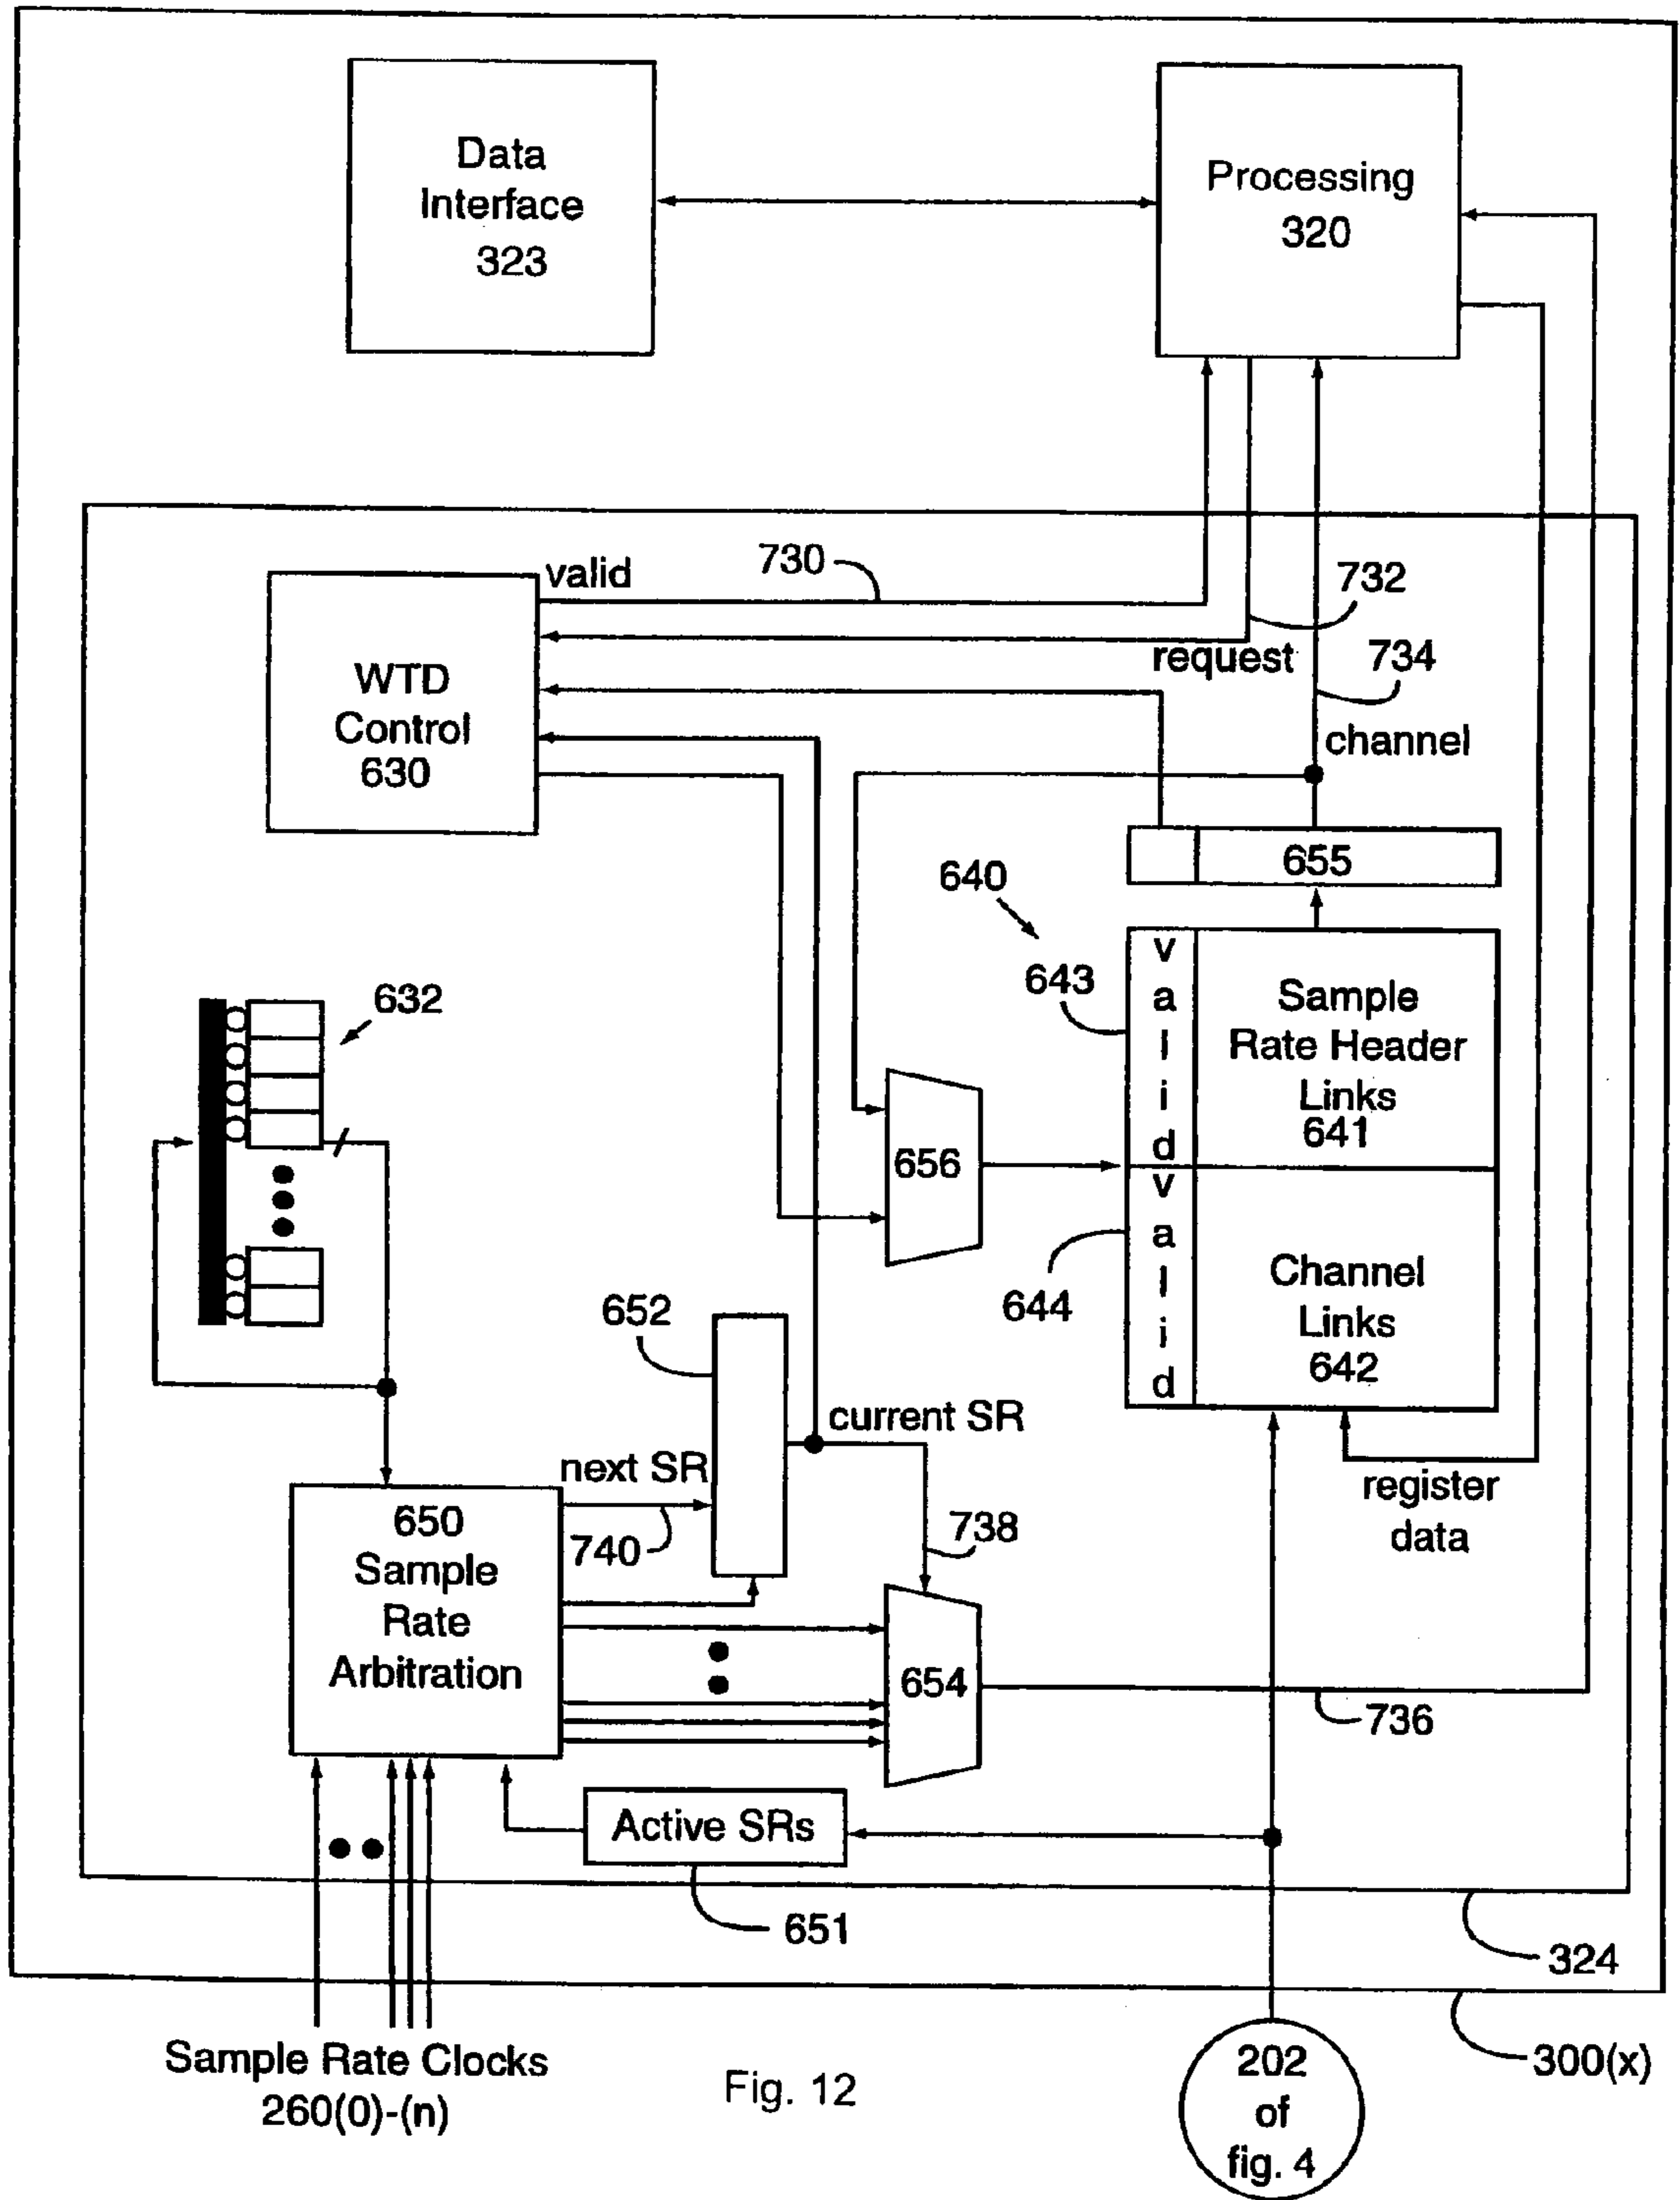 Data
Interface
323
Processing
320
valid
730
732
request
734
WTD
Control
630
channel
655
640
643
v
a
l
i
d
Sample
Rate Header
Links
641
632
656
644
v
a
l
i
d
Channel
Links
642
652
current SR
next SR
740
738
register
data
650
Sample
Rate
Arbitration
654
736
Active SRs
651
324
300(x)
Sample Rate Clocks
260(0)-(n)
Fig. 12
202
of
fig. 4